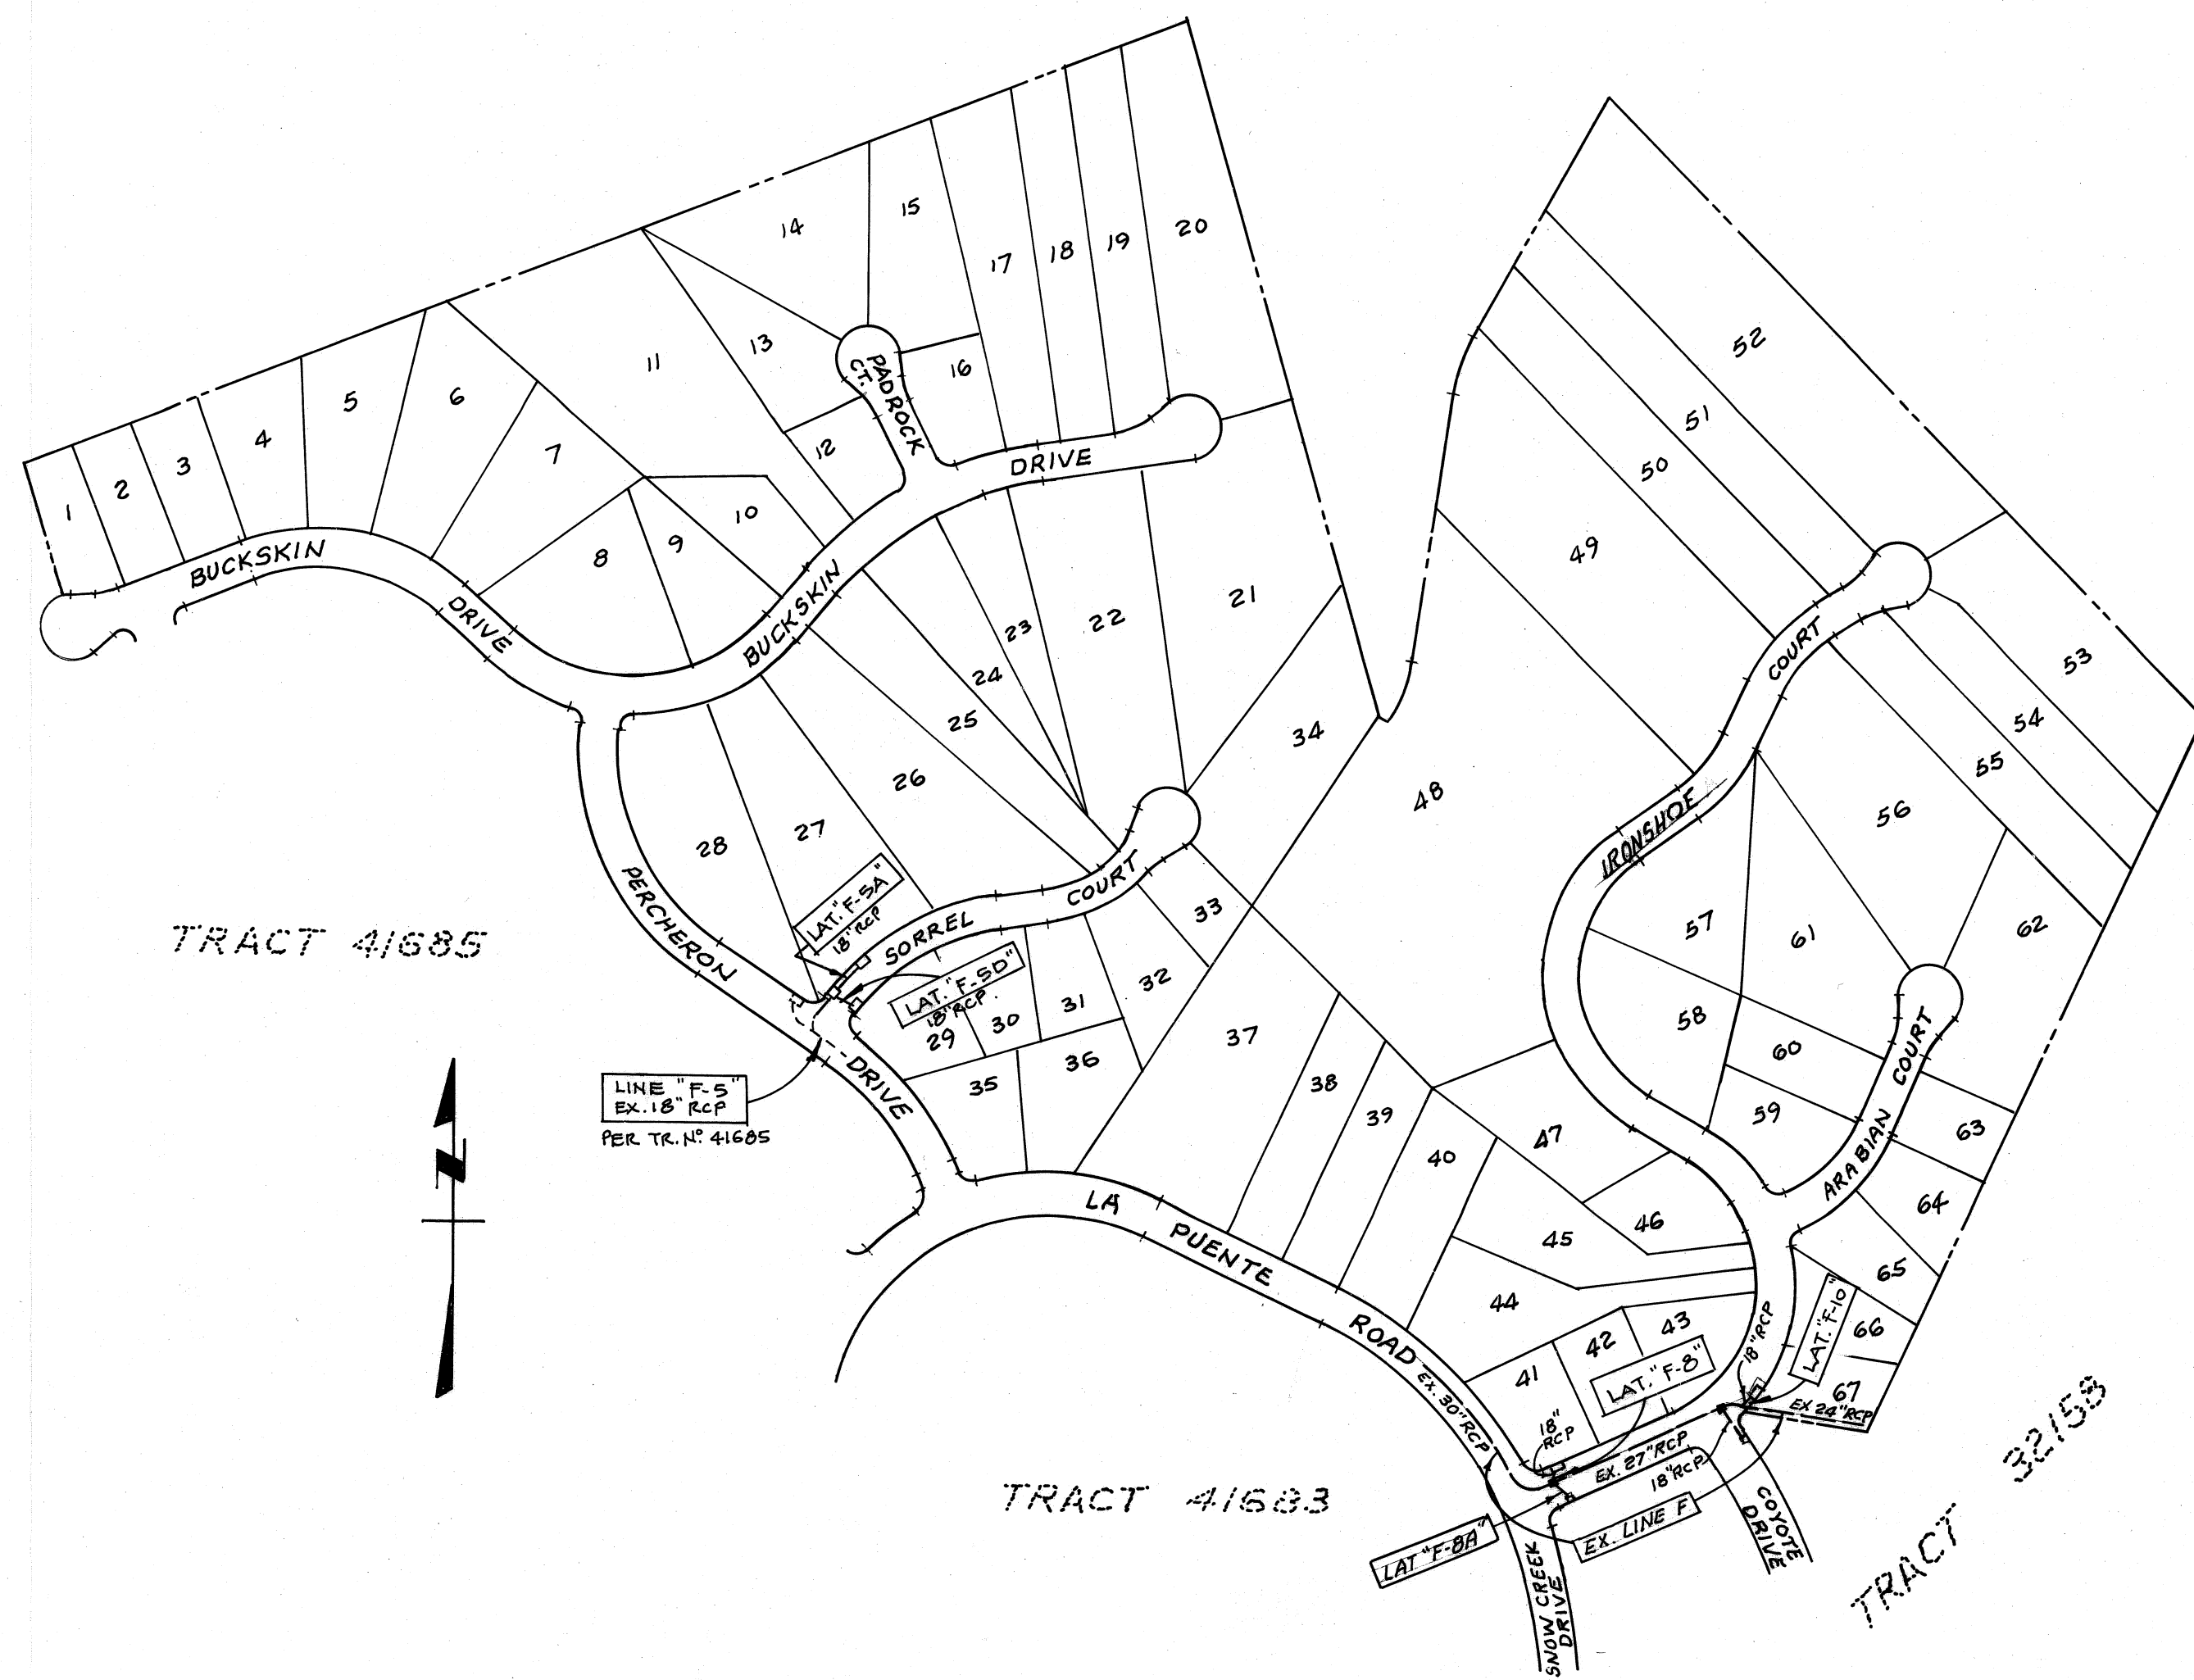 1
2
3
4
5
6
7
8
9
10
11
12
13
14
15
16
17
18
19
20
21
22
23
24
25
26
27
28
29
30
31
32
33
34
35
36
37
38
39
40
41
42
43
44
45
46
47
48
49
50
51
52
53
54
55
56
57
58
59
60
61
62
63
64
65
66
67
BUCKSKIN
DRIVE
BUCKSKIN
DRIVE
PADROCK
CT.
PERCHERON
DRIVE
SORREL
COURT
LAT. "F-5A"
18" RCP
LAT. "F-5D"
18" RCP.
LINE "F-5"
EX. 18" RCP
PER TR. Nº 41685
TRACT 41685
N
LA
PUENTE
ROAD
EX. 30" RCP
IRONSHOE
COURT
ARABIAN
COURT
18" RCP
LAT. "F-10"
LAT. "F-8"
18"
RCP
EX 24" RCP
EX. 27" RCP
18" RCP
EX. LINE F
LAT "F-8A"
SNOW CREEK
DRIVE
COYOTE
DRIVE
TRACT 41683
TRACT 32158